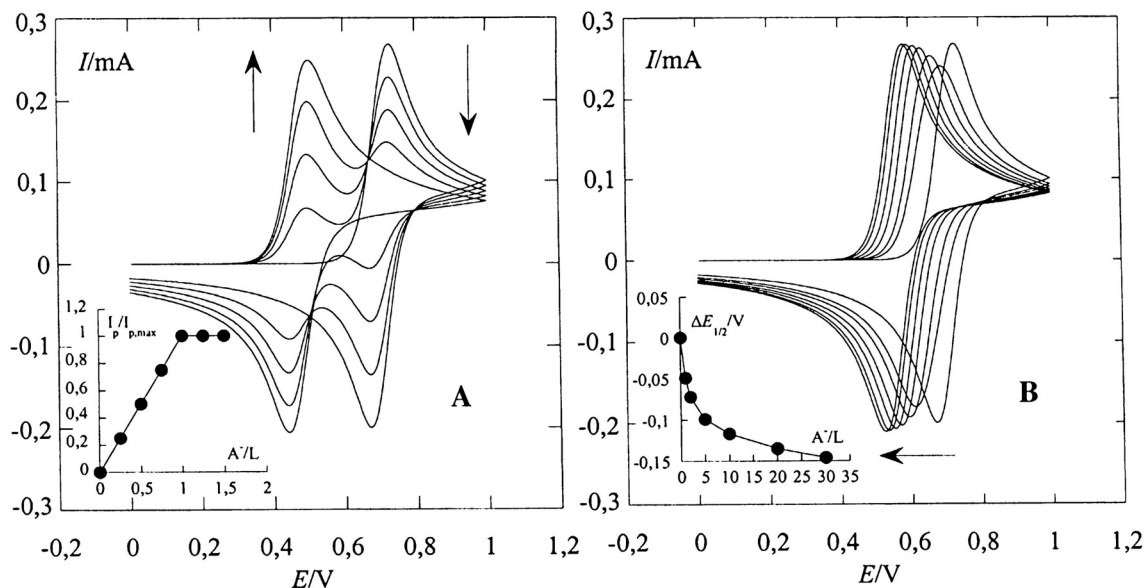 0,3
I/mA
0,2
0,1
0
-0,1
-0,2
-0,3
1,2
I_p/I_p,max
1
0,8
0,6
0,4
0,2
0
0 0,5 1 1,5 2
A⁻/L
A
-0,2 0 0,2 0,4 0,6 0,8 1 1,2
E/V
0,3
I/mA
0,2
0,1
0
-0,1
-0,2
-0,3
0,05
ΔE_1/2/V
0
-0,05
-0,1
-0,15
A⁻/L
0 5 10 15 20 25 30 35
B
-0,2 0 0,2 0,4 0,6 0,8 1 1,2
E/V